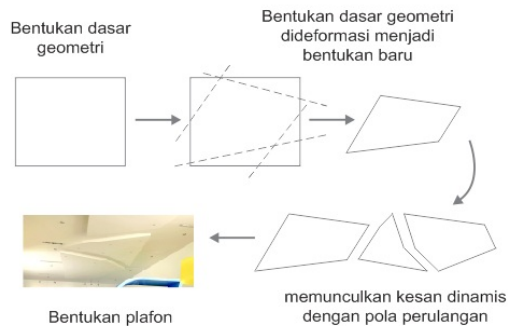 Bentukan dasar
geometri
Bentukan dasar geometri
dideformasi menjadi
bentukan baru
Bentukan plafon
memunculkan kesan dinamis
dengan pola perulangan